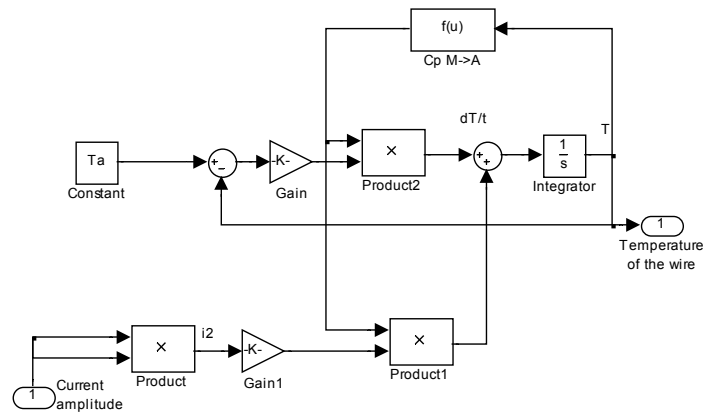 f(u)
Cp M->A
dT/t
T
Ta
Constant
+
−
-K-
Gain
×
Product2
+
+
1
s
Integrator
1
Temperature
of the wire
1
Current
amplitude
×
Product
i2
-K-
Gain1
×
Product1